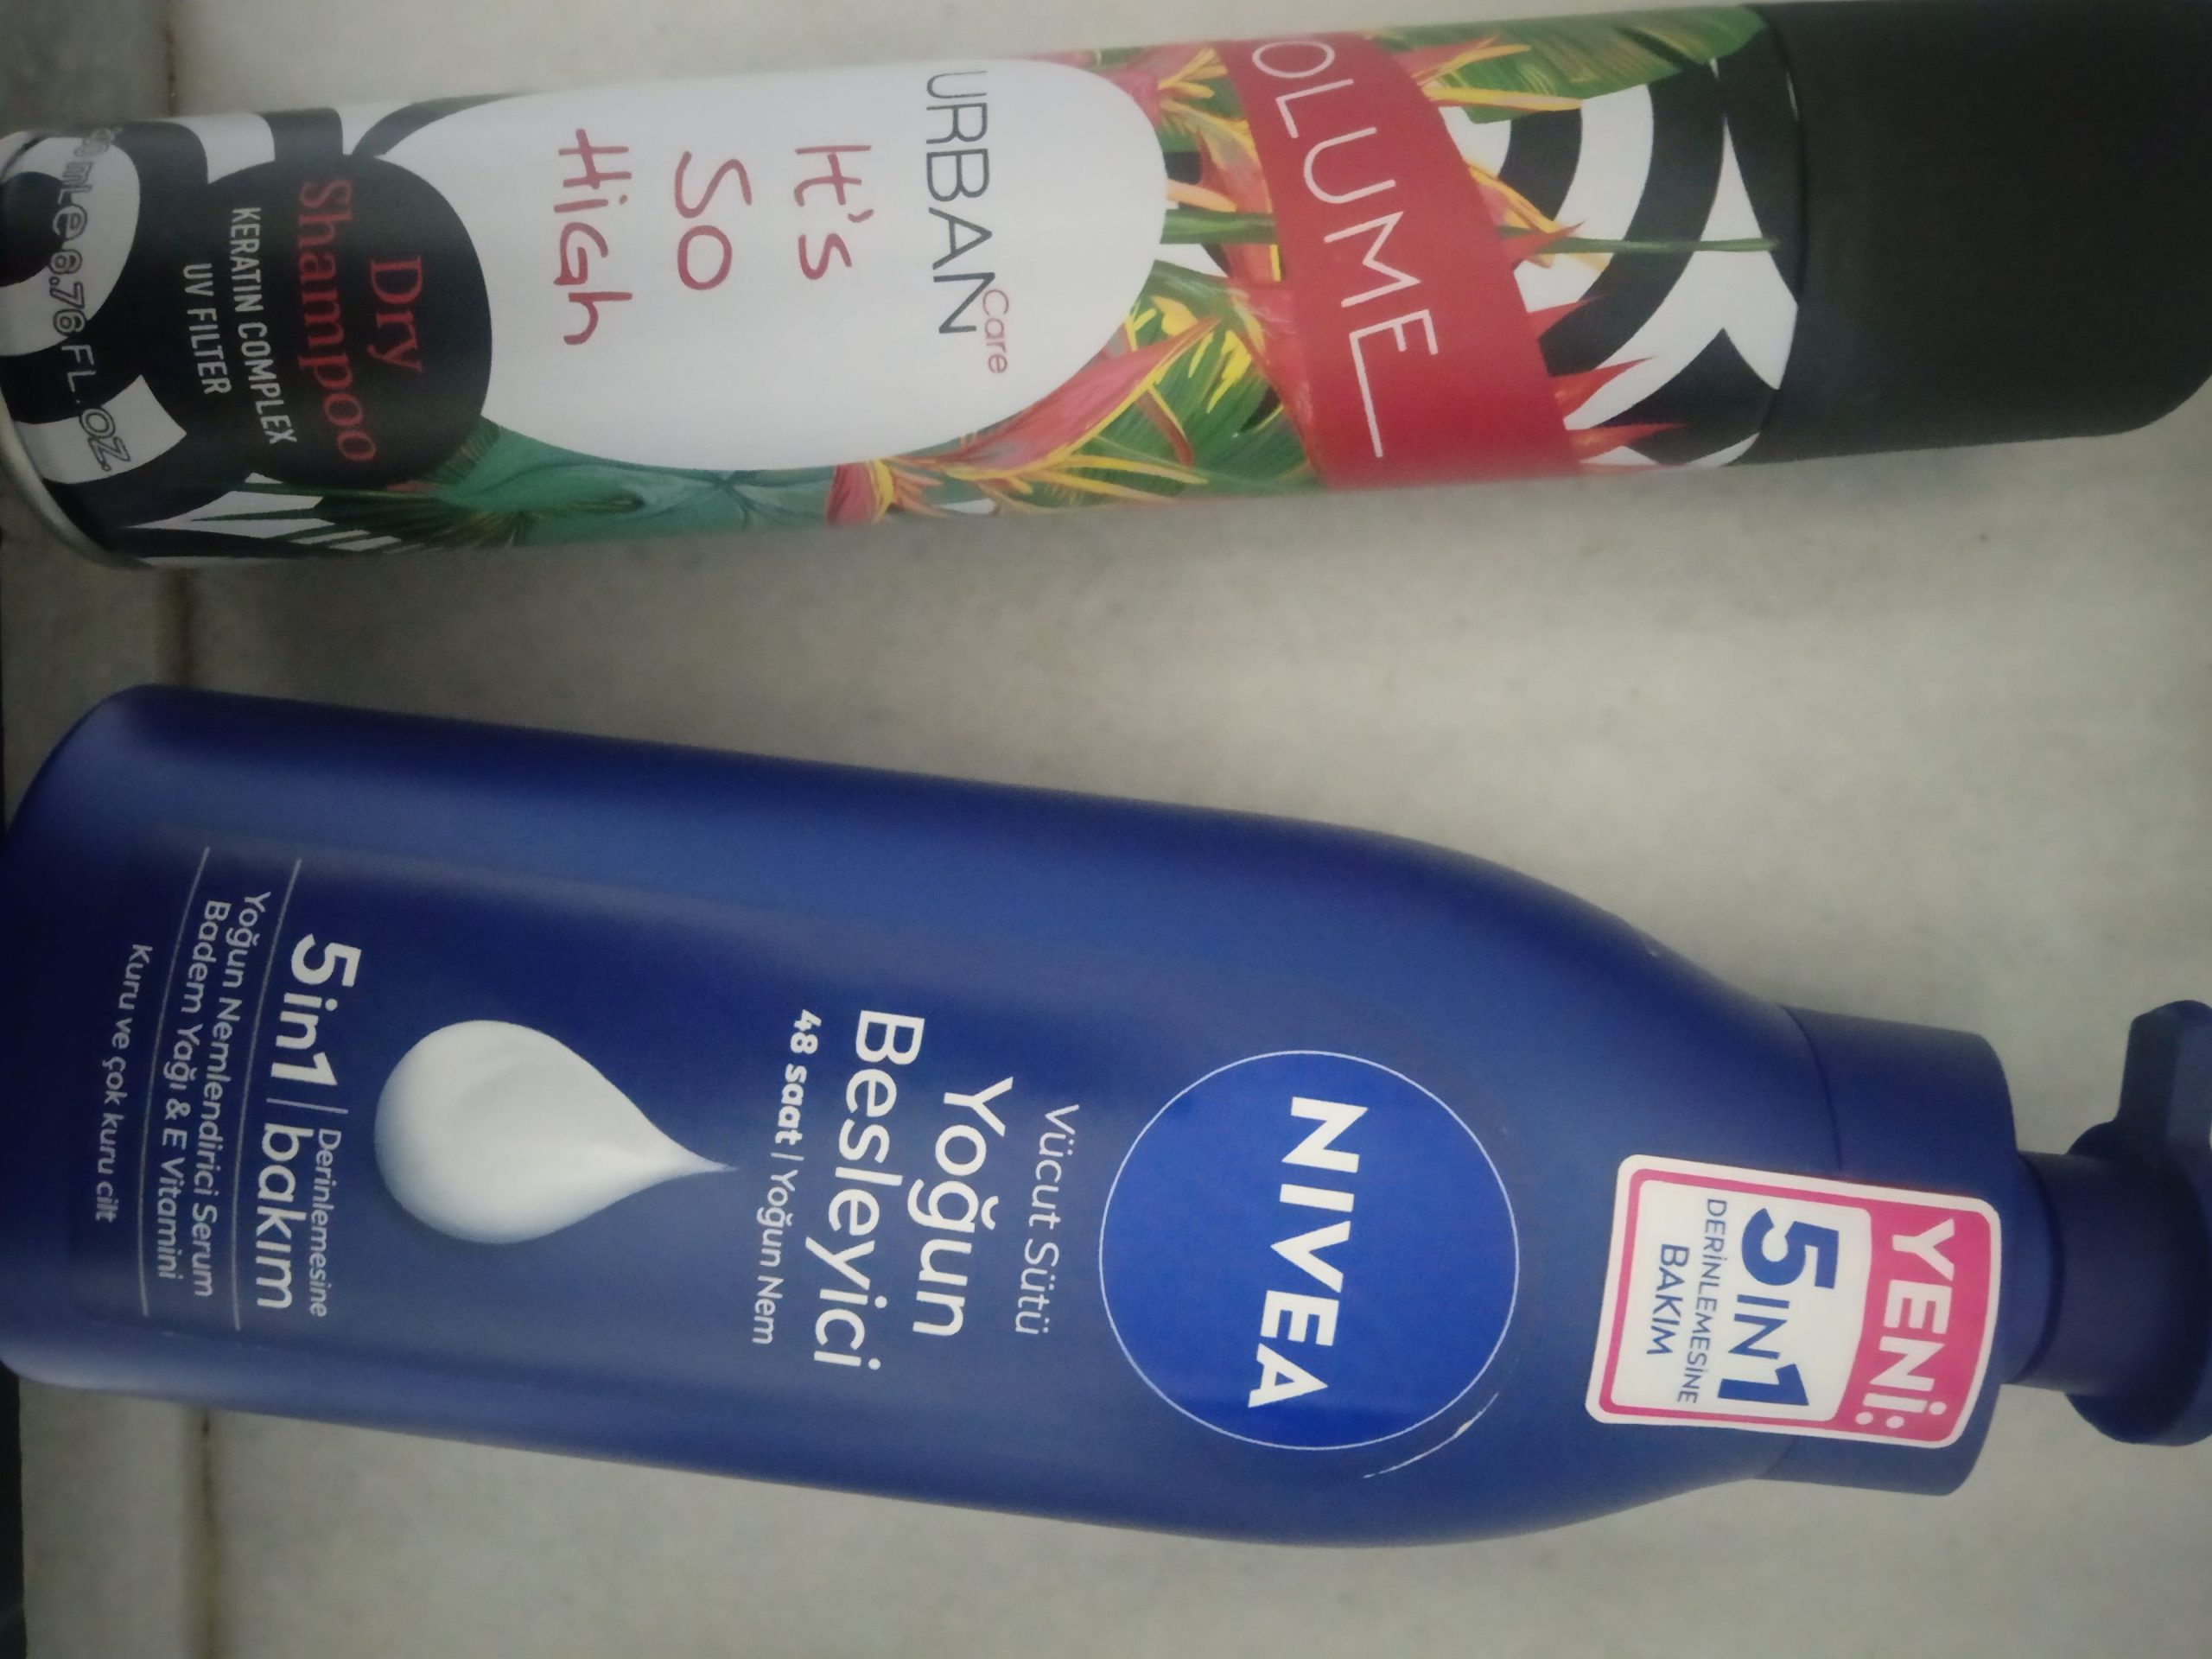 OLUME
URBAN
Care
It's
So
High
Dry
Shampoo
KERATIN COMPLEX
UV FILTER
mL e 6.76 FL. OZ.
YENİ:
5 IN 1
DERİNLEMESİNE
BAKIM
NIVEA
Vücut Sütü
Yoğun
Besleyici
48 saat | Yoğun Nem
Derinlemesine
5in1 | bakım
Yoğun Nemlendirici Serum
Badem Yağı & E Vitamini
Kuru ve çok kuru cilt